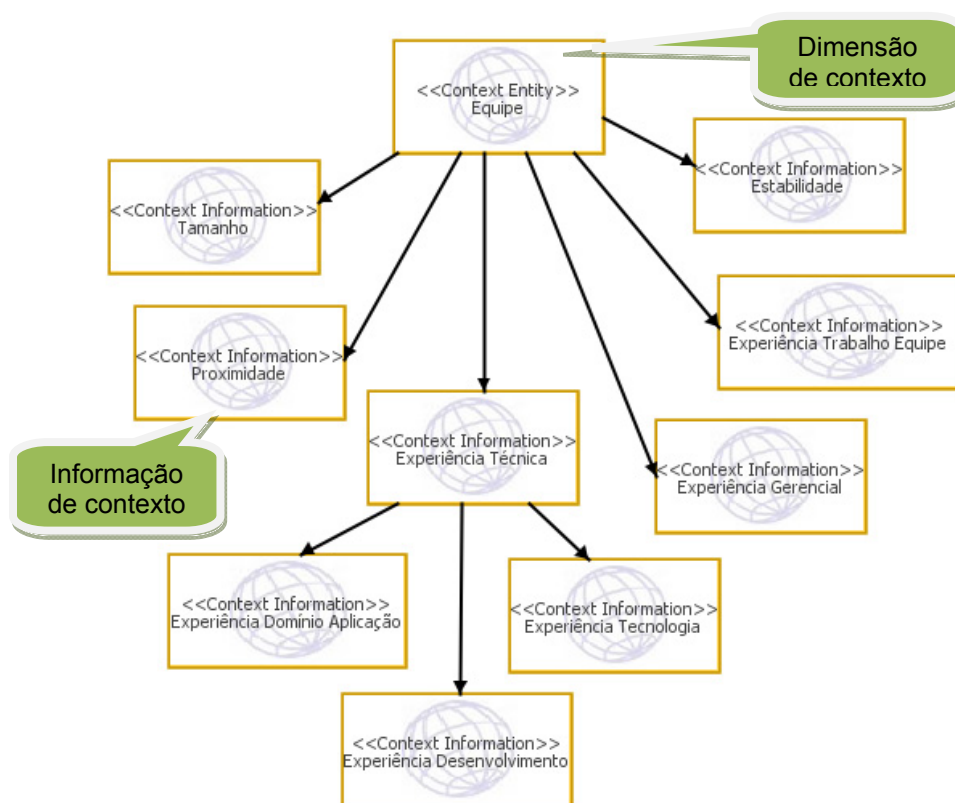 Dimensão
de contexto
<<Context Entity>>
Equipe
<<Context Information>>
Estabilidade
<<Context Information>>
Tamanho
<<Context Information>>
Experiência Trabalho Equipe
<<Context Information>>
Proximidade
<<Context Information>>
Experiência Técnica
Informação
de contexto
<<Context Information>>
Experiência Gerencial
<<Context Information>>
Experiência Domínio Aplicação
<<Context Information>>
Experiência Tecnologia
<<Context Information>>
Experiência Desenvolvimento